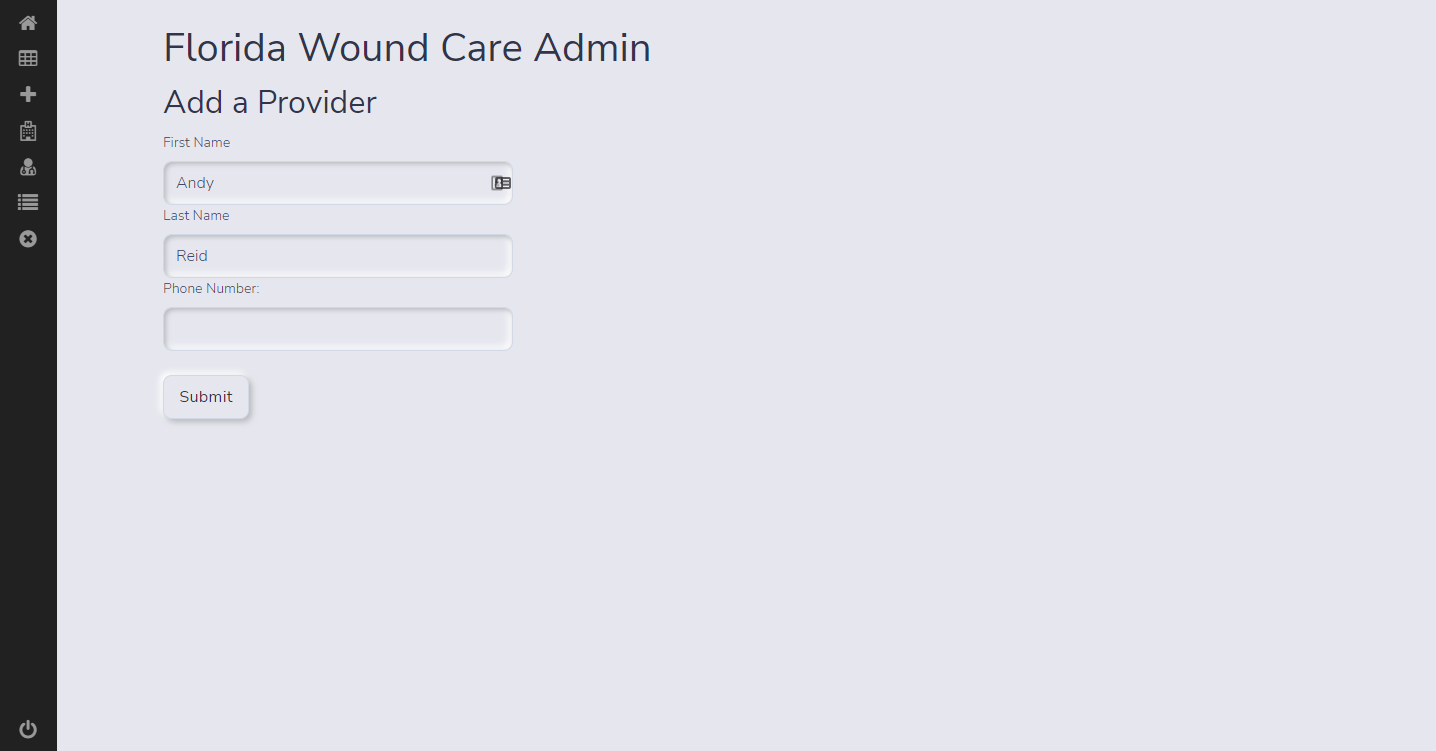 Florida Wound Care Admin
Add a Provider
First Name
Andy
Last Name
Reid
Phone Number:
Submit